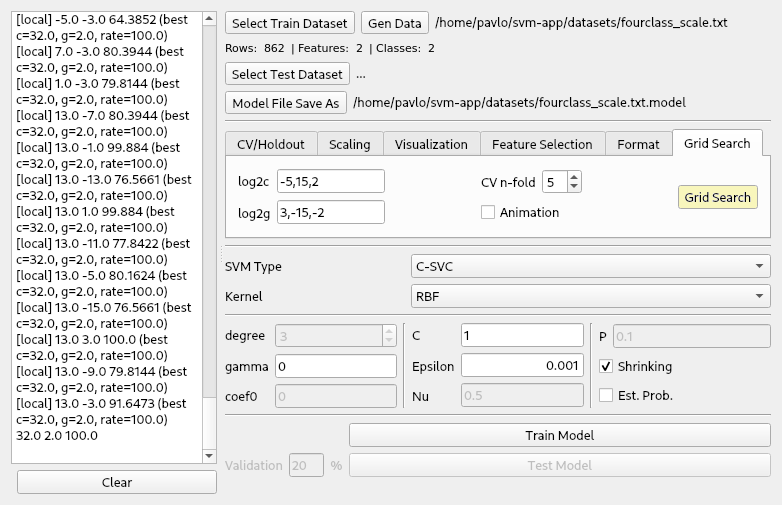 [local] -5.0 -3.0 64.3852 (best
c=32.0, g=2.0, rate=100.0)
[local] 7.0 -3.0 80.3944 (best
c=32.0, g=2.0, rate=100.0)
[local] 1.0 -3.0 79.8144 (best
c=32.0, g=2.0, rate=100.0)
[local] 13.0 -7.0 80.3944 (best
c=32.0, g=2.0, rate=100.0)
[local] 13.0 -1.0 99.884 (best
c=32.0, g=2.0, rate=100.0)
[local] 13.0 -13.0 76.5661 (best
c=32.0, g=2.0, rate=100.0)
[local] 13.0 1.0 99.884 (best
c=32.0, g=2.0, rate=100.0)
[local] 13.0 -11.0 77.8422 (best
c=32.0, g=2.0, rate=100.0)
[local] 13.0 -5.0 80.1624 (best
c=32.0, g=2.0, rate=100.0)
[local] 13.0 -15.0 76.5661 (best
c=32.0, g=2.0, rate=100.0)
[local] 13.0 3.0 100.0 (best
c=32.0, g=2.0, rate=100.0)
[local] 13.0 -9.0 79.8144 (best
c=32.0, g=2.0, rate=100.0)
[local] 13.0 -3.0 91.6473 (best
c=32.0, g=2.0, rate=100.0)
32.0 2.0 100.0
Clear
Select Train Dataset Gen Data /home/pavlo/svm-app/datasets/fourclass_scale.txt
Rows: 862 | Features: 2 | Classes: 2
Select Test Dataset ...
Model File Save As /home/pavlo/svm-app/datasets/fourclass_scale.txt.model
CV/Holdout Scaling Visualization Feature Selection Format Grid Search
log2c -5,15,2 CV n-fold 5
log2g 3,-15,-2 Animation Grid Search
SVM Type C-SVC
Kernel RBF
degree 3 C 1 P 0.1
gamma 0 Epsilon 0.001 Shrinking
coef0 0 Nu 0.5 Est. Prob.
Train Model
Validation 20 % Test Model